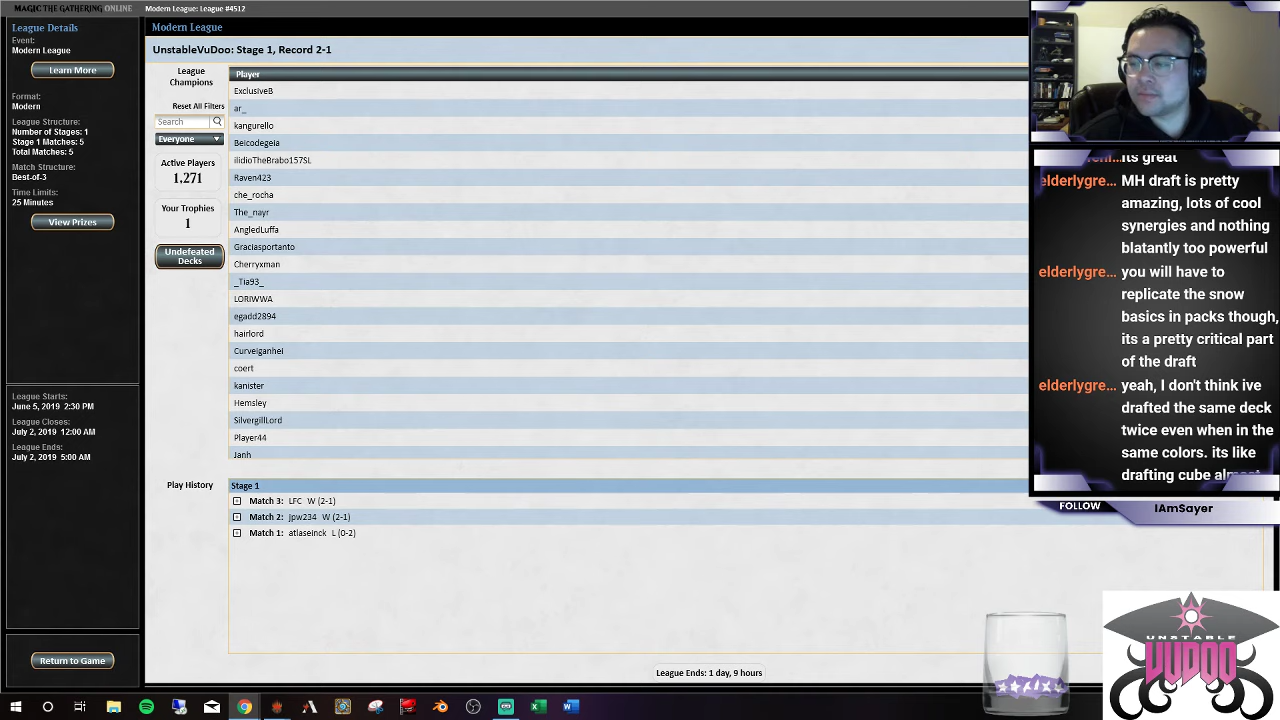 MAGIC THE GATHERING ONLINE
Modern League: League #4512
League Details
Event:
Modern League
Learn More
Format:
Modern
League Structure:
Number of Stages: 1
Stage 1 Matches: 5
Total Matches: 5
Match Structure:
Best-of-3
Time Limits:
25 Minutes
View Prizes
League Starts:
June 5, 2019 2:30 PM
League Closes:
July 2, 2019 12:00 AM
League Ends:
July 2, 2019 5:00 AM
Return to Game
Modern League
UnstableVuDoo: Stage 1, Record 2-1
League
Champions
Reset All Filters
Search
Everyone
Active Players
1,271
Your Trophies
1
Undefeated
Decks
Player
ExclusiveB
ar_
kangurello
Beicodegeia
ilidioTheBrabo157SL
Raven423
che_rocha
The_nayr
AngledLuffa
Graciasportanto
Cherryxman
_Tia93_
LORIWWA
egadd2894
hairlord
Curveiganhei
coert
kanister
Hemsley
SilvergillLord
Player44
Janh
Play History
Stage 1
Match 3: LFC W (2-1)
Match 2: Jpw234 W (2-1)
Match 1: atlaseinck L (0-2)
League Ends: 1 day, 9 hours
its great
elderlygre... MH draft is pretty
amazing, lots of cool
synergies and nothing
blatantly too powerful
elderlygre... you will have to
replicate the snow
basics in packs though,
its a pretty critical part
of the draft
elderlygre... yeah, I don't think ive
drafted the same deck
twice even when in the
same colors. its like
drafting cube almost
FOLLOW
IAmSayer
UNSTABLE
VUDOO